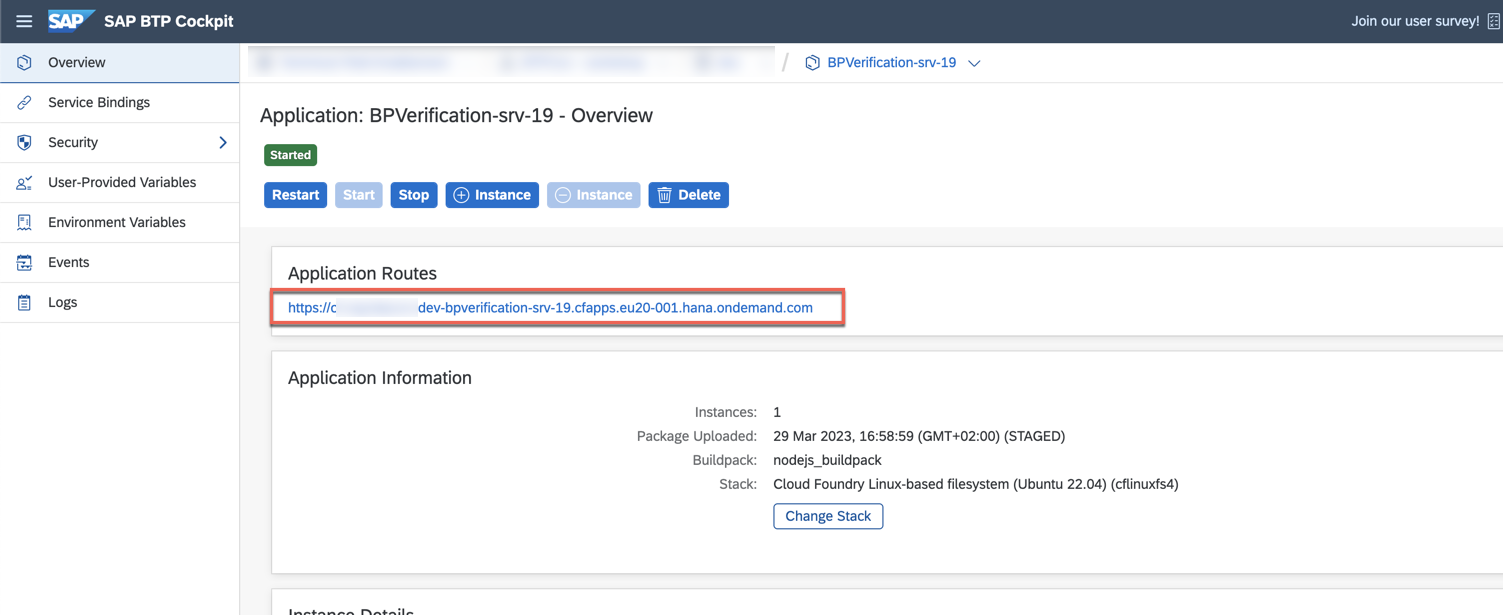 SAP SAP BTP Cockpit Join our user survey!
Overview
Service Bindings
Security
User-Provided Variables
Environment Variables
Events
Logs
/ BPVerification-srv-19
Application: BPVerification-srv-19 - Overview
Started
Restart Start Stop Instance Instance Delete
Application Routes
https://c dev-bpverification-srv-19.cfapps.eu20-001.hana.ondemand.com
Application Information
Instances: 1
Package Uploaded: 29 Mar 2023, 16:58:59 (GMT+02:00) (STAGED)
Buildpack: nodejs_buildpack
Stack: Cloud Foundry Linux-based filesystem (Ubuntu 22.04) (cflinuxfs4)
Change Stack
Instance Details